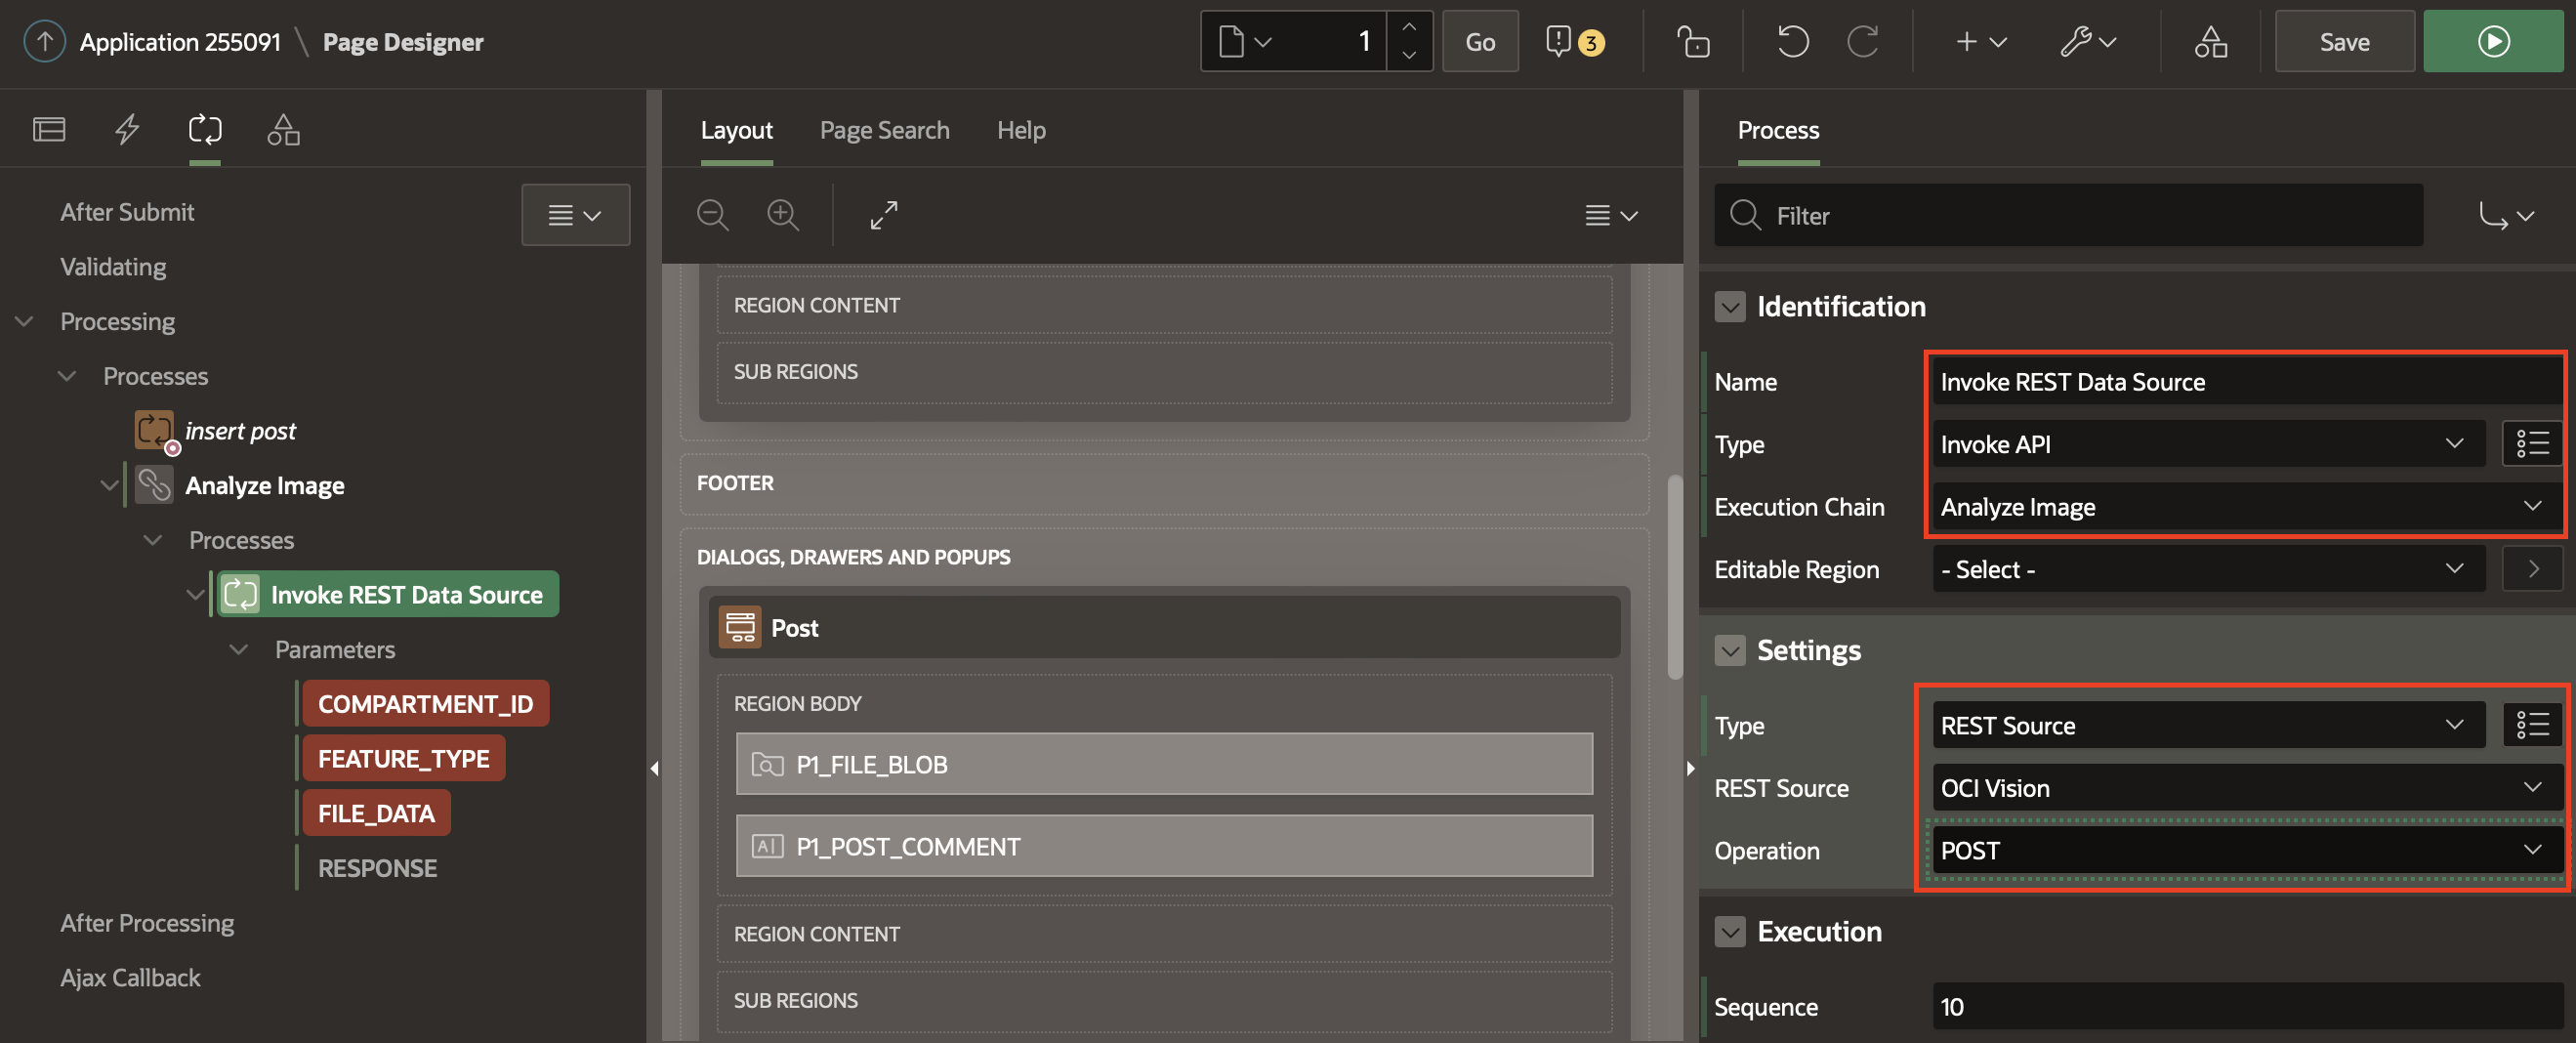 Application 255091 \ Page Designer
1
Go
3
Save
Layout
Page Search
Help
Process
After Submit
Validating
Processing
Processes
insert post
Analyze Image
Processes
Invoke REST Data Source
Parameters
COMPARTMENT_ID
FEATURE_TYPE
FILE_DATA
RESPONSE
After Processing
Ajax Callback
REGION CONTENT
SUB REGIONS
FOOTER
DIALOGS, DRAWERS AND POPUPS
Post
REGION BODY
P1_FILE_BLOB
AI P1_POST_COMMENT
REGION CONTENT
SUB REGIONS
Filter
Identification
Name Invoke REST Data Source
Type Invoke API
Execution Chain Analyze Image
Editable Region - Select -
Settings
Type REST Source
REST Source OCI Vision
Operation POST
Execution
Sequence 10